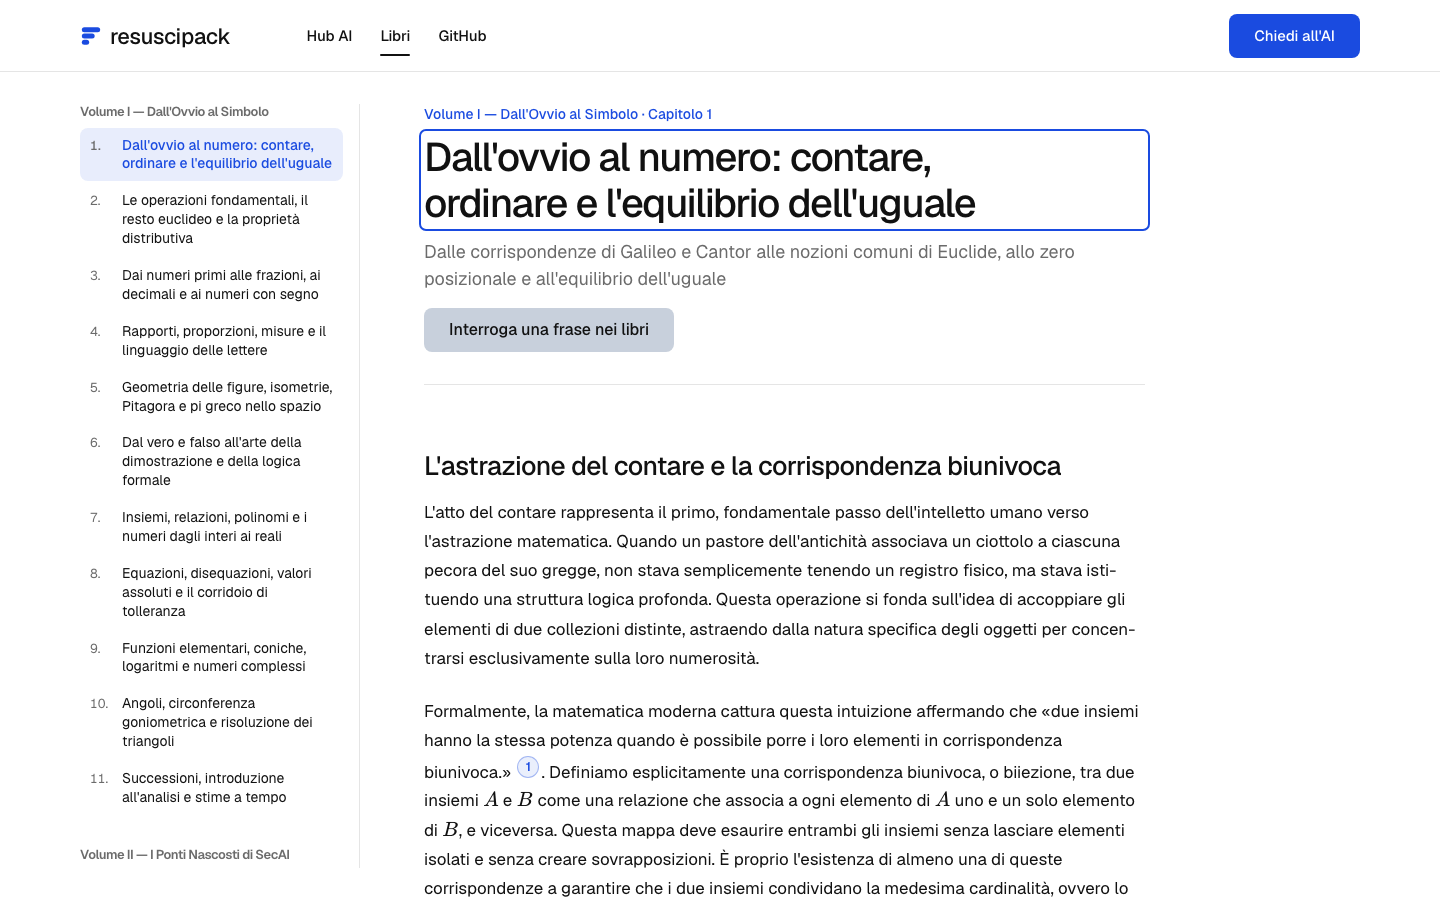 resuscipack
Hub AI
Libri
GitHub
Chiedi all'AI
Volume I — Dall'Ovvio al Simbolo
1. Dall'ovvio al numero: contare,
ordinare e l'equilibrio dell'uguale
2. Le operazioni fondamentali, il
resto euclideo e la proprietà
distributiva
3. Dai numeri primi alle frazioni, ai
decimali e ai numeri con segno
4. Rapporti, proporzioni, misure e il
linguaggio delle lettere
5. Geometria delle figure, isometrie,
Pitagora e pi greco nello spazio
6. Dal vero e falso all'arte della
dimostrazione e della logica
formale
7. Insiemi, relazioni, polinomi e i
numeri dagli interi ai reali
8. Equazioni, disequazioni, valori
assoluti e il corridoio di
tolleranza
9. Funzioni elementari, coniche,
logaritmi e numeri complessi
10. Angoli, circonferenza
goniometrica e risoluzione dei
triangoli
11. Successioni, introduzione
all'analisi e stime a tempo
Volume II — I Ponti Nascosti di SecAI
Volume I — Dall'Ovvio al Simbolo · Capitolo 1
Dall'ovvio al numero: contare,
ordinare e l'equilibrio dell'uguale
Dalle corrispondenze di Galileo e Cantor alle nozioni comuni di Euclide, allo zero
posizionale e all'equilibrio dell'uguale
Interroga una frase nei libri
L'astrazione del contare e la corrispondenza biunivoca
L'atto del contare rappresenta il primo, fondamentale passo dell'intelletto umano verso
l'astrazione matematica. Quando un pastore dell'antichità associava un ciottolo a ciascuna
pecora del suo gregge, non stava semplicemente tenendo un registro fisico, ma stava isti-
tuendo una struttura logica profonda. Questa operazione si fonda sull'idea di accoppiare gli
elementi di due collezioni distinte, astraendo dalla natura specifica degli oggetti per concen-
trarsi esclusivamente sulla loro numerosità.
Formalmente, la matematica moderna cattura questa intuizione affermando che «due insiemi
hanno la stessa potenza quando è possibile porre i loro elementi in corrispondenza
biunivoca.» 1. Definiamo esplicitamente una corrispondenza biunivoca, o biiezione, tra due
insiemi A e B come una relazione che associa a ogni elemento di A uno e un solo elemento
di B, e viceversa. Questa mappa deve esaurire entrambi gli insiemi senza lasciare elementi
isolati e senza creare sovrapposizioni. È proprio l'esistenza di almeno una di queste
corrispondenze a garantire che i due insiemi condividano la medesima cardinalità, ovvero lo